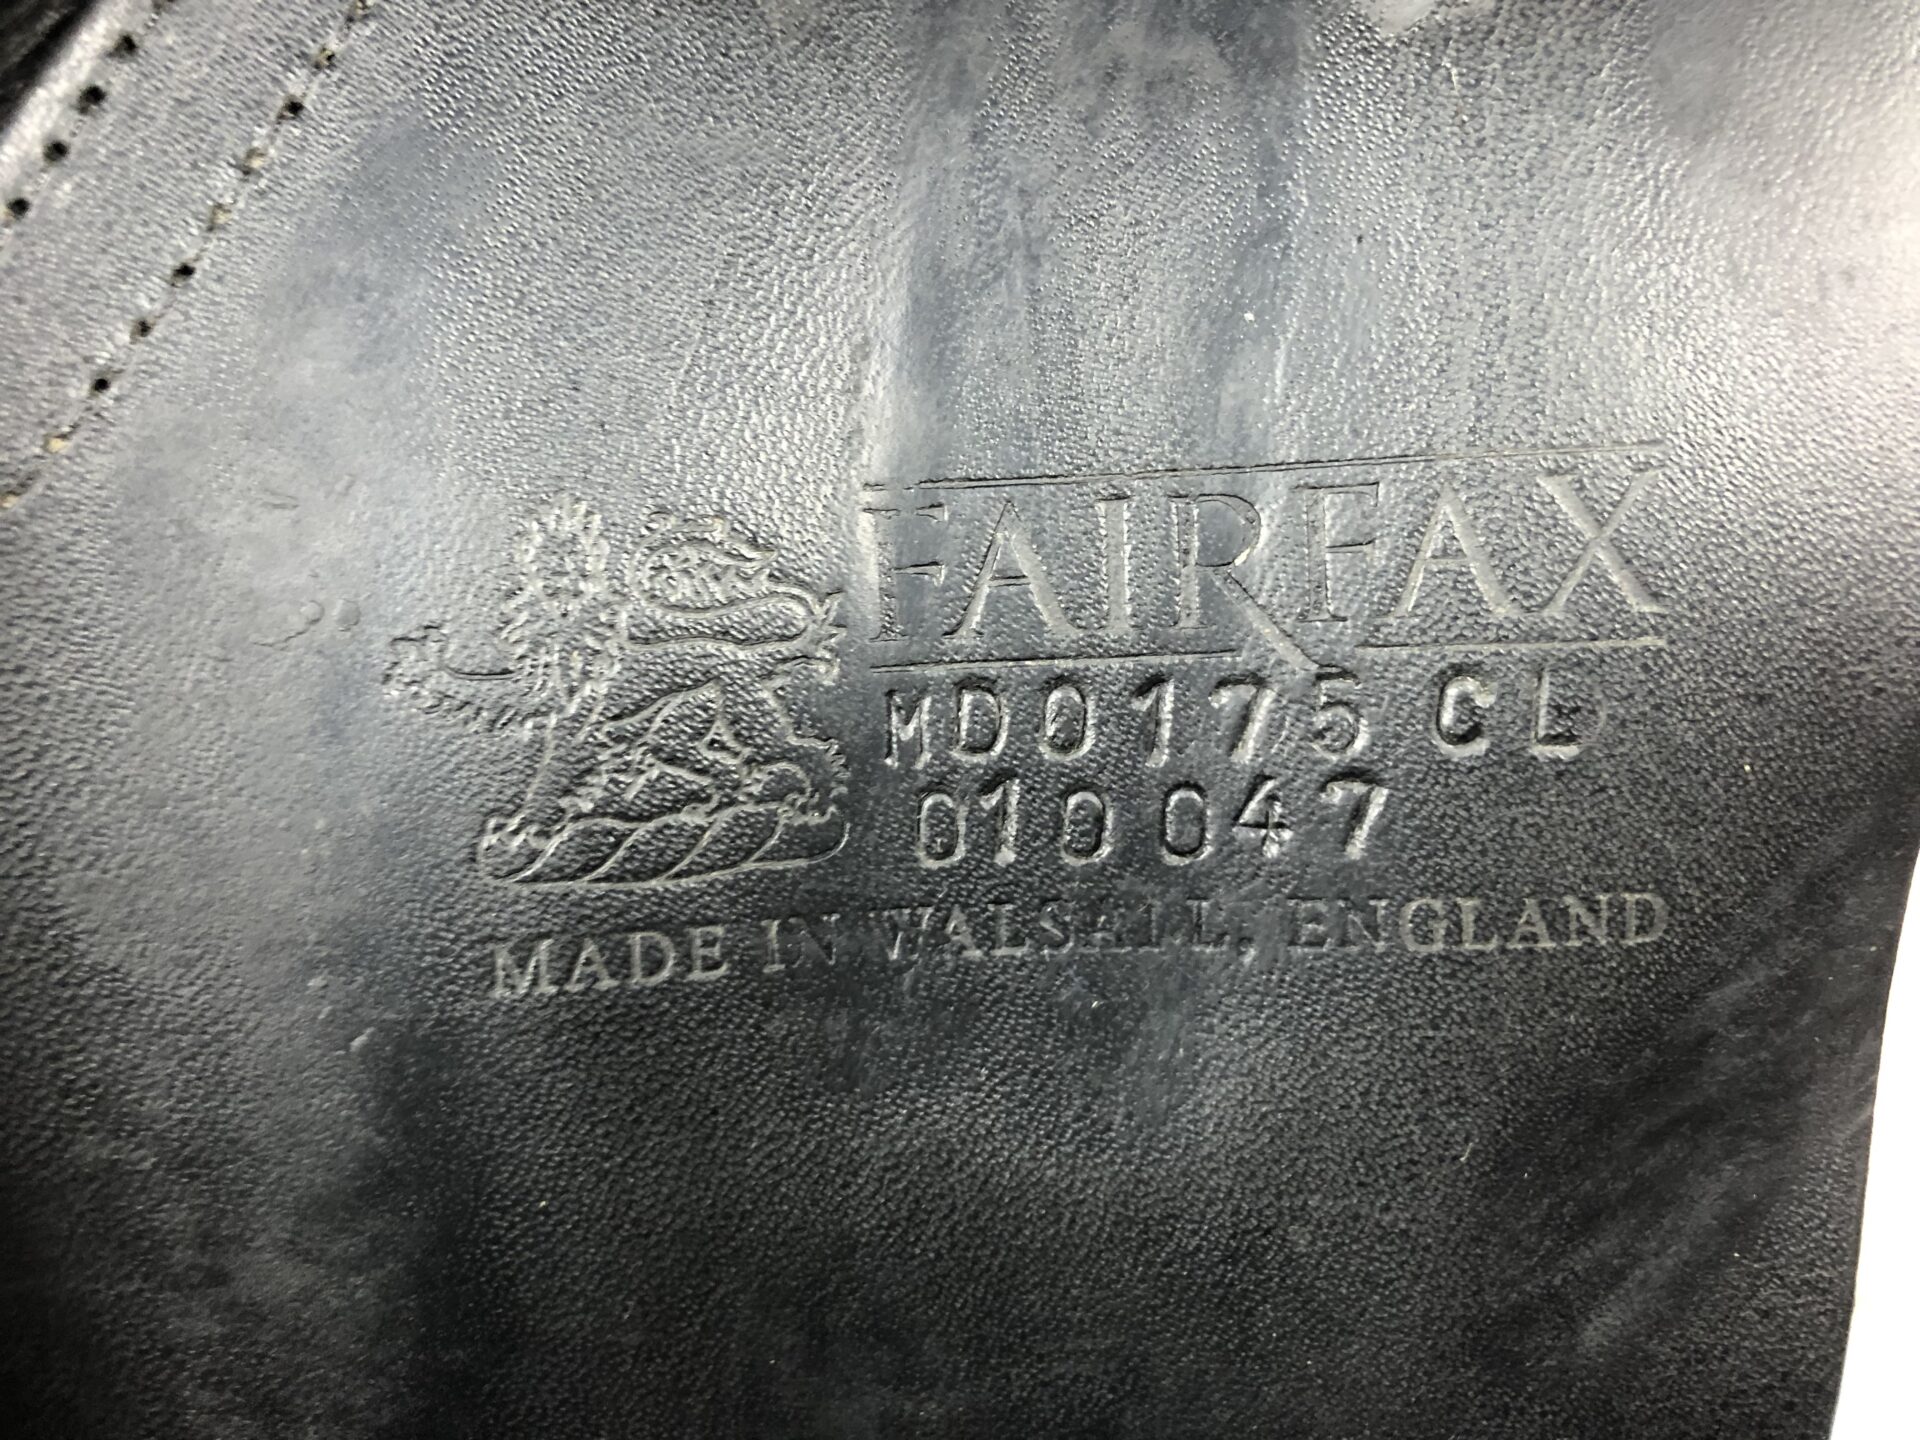 FAIRFAX
MD0175 CL
010047
MADE IN WALSALL, ENGLAND